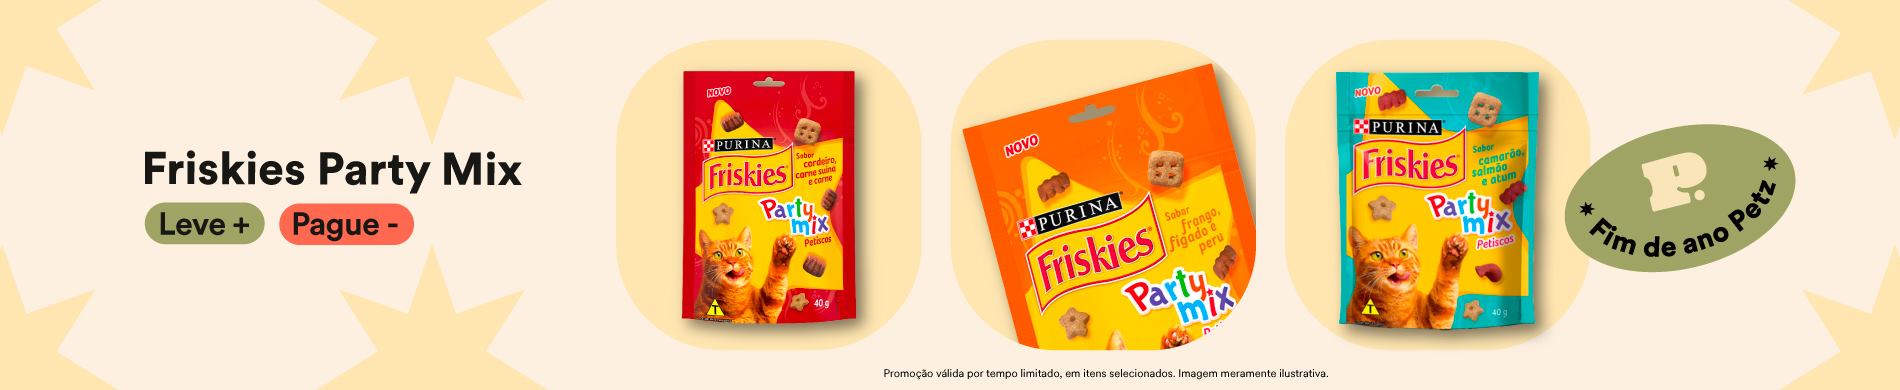 Friskies Party Mix
Leve +
Pague -
NOVO
PURINA
Friskies
Sabor
cordeiro,
carne suína
e carne
Party
mix
Petiscos
T
40 g
NOVO
PURINA
Friskies
Sabor
frango,
fígado e
peru
Party
mix
NOVO
PURINA
Friskies
Sabor
camarão,
salmão
e atum
Party
mix
Petiscos
T
40 g
P.
Fim de ano Petz
Promoção válida por tempo limitado, em itens selecionados. Imagem meramente ilustrativa.